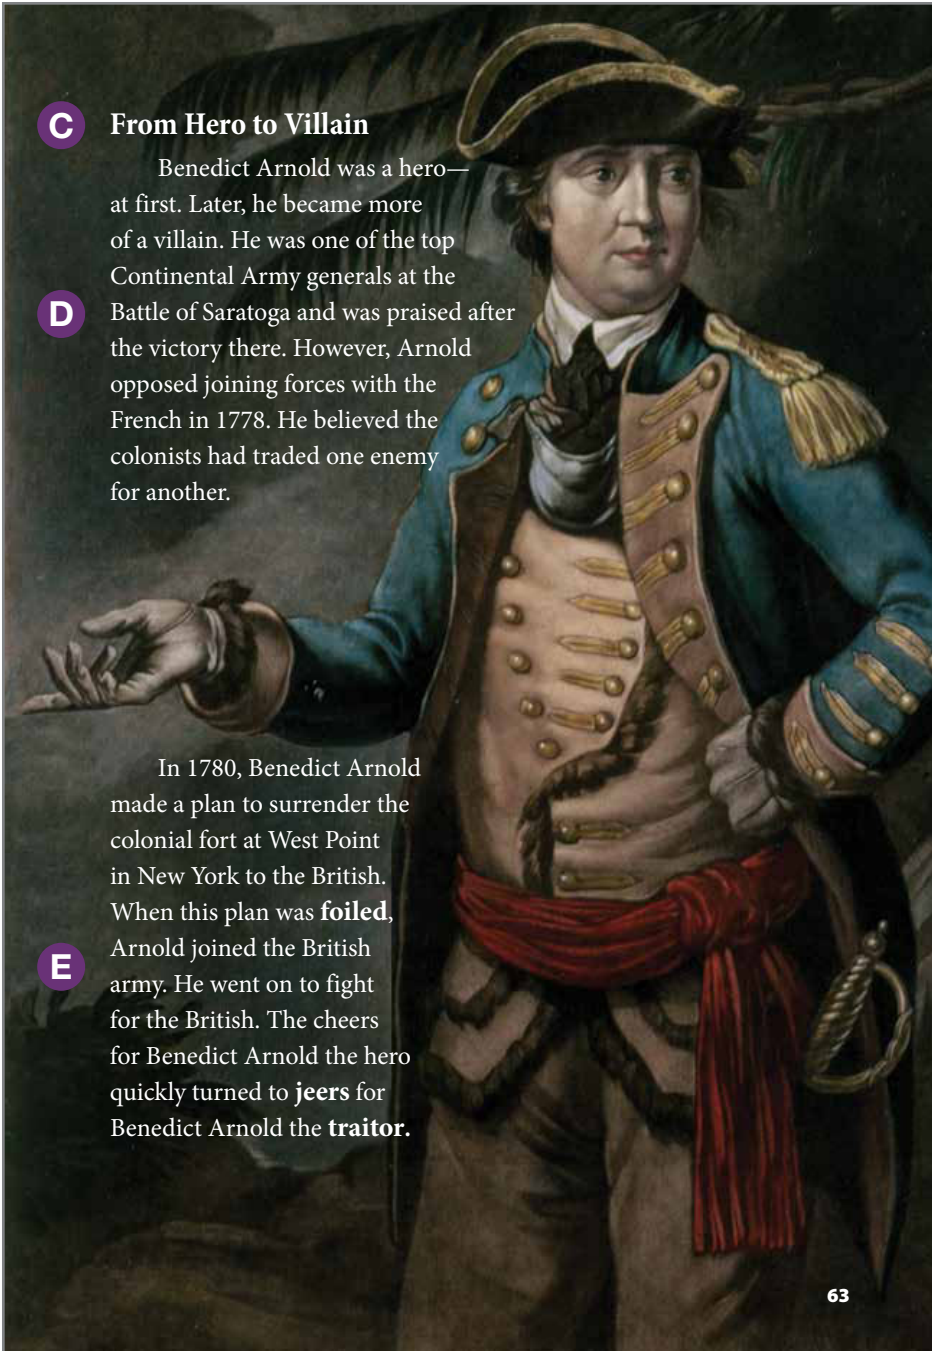 C From Hero to Villain
Benedict Arnold was a hero—
at first. Later, he became more
of a villain. He was one of the top
Continental Army generals at the
D Battle of Saratoga and was praised after
the victory there. However, Arnold
opposed joining forces with the
French in 1778. He believed the
colonists had traded one enemy
for another.
In 1780, Benedict Arnold
made a plan to surrender the
colonial fort at West Point
in New York to the British.
When this plan was foiled,
E Arnold joined the British
army. He went on to fight
for the British. The cheers
for Benedict Arnold the hero
quickly turned to jeers for
Benedict Arnold the traitor.
63